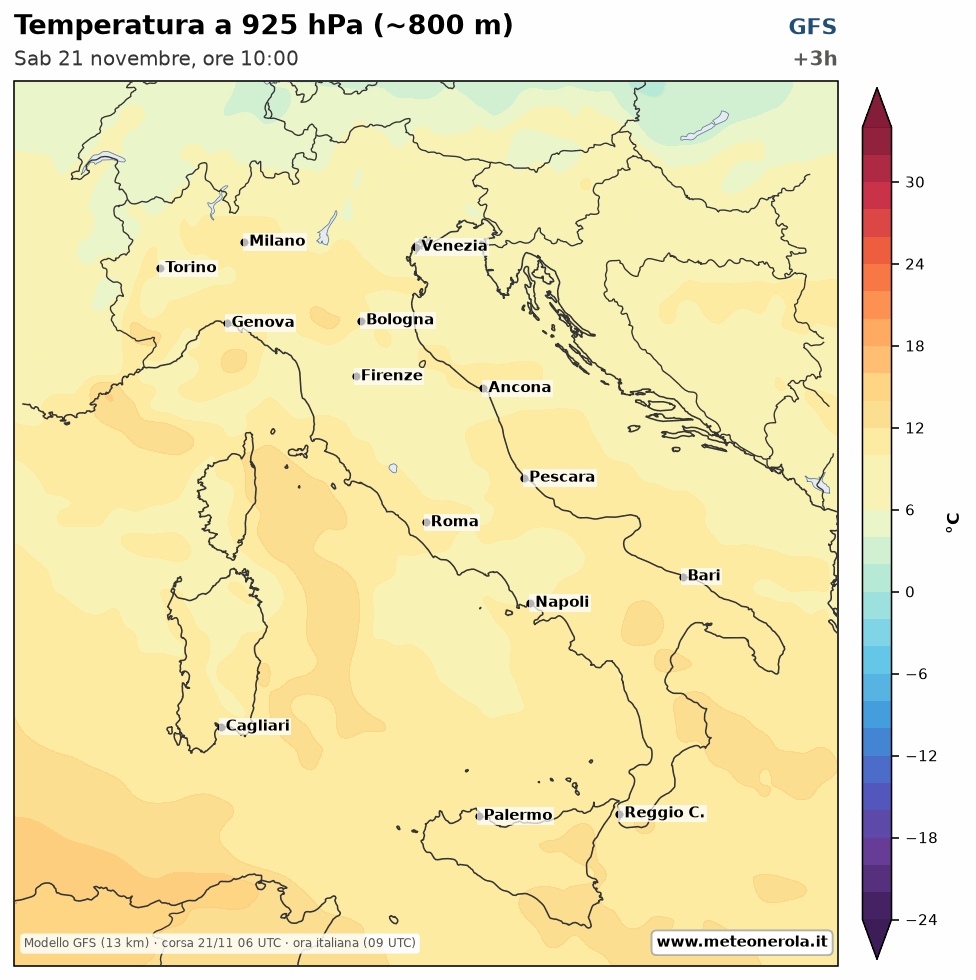 Temperatura a 925 hPa (~800 m)
GFS
Sab 21 novembre, ore 10:00
+3h
Milano
Venezia
Torino
Genova
Bologna
Firenze
Ancona
Pescara
Roma
Bari
Napoli
Cagliari
Palermo
Reggio C.
30
24
18
12
6
0
−6
−12
−18
−24
°C
Modello GFS (13 km) · corsa 21/11 06 UTC · ora italiana (09 UTC)
www.meteonerola.it